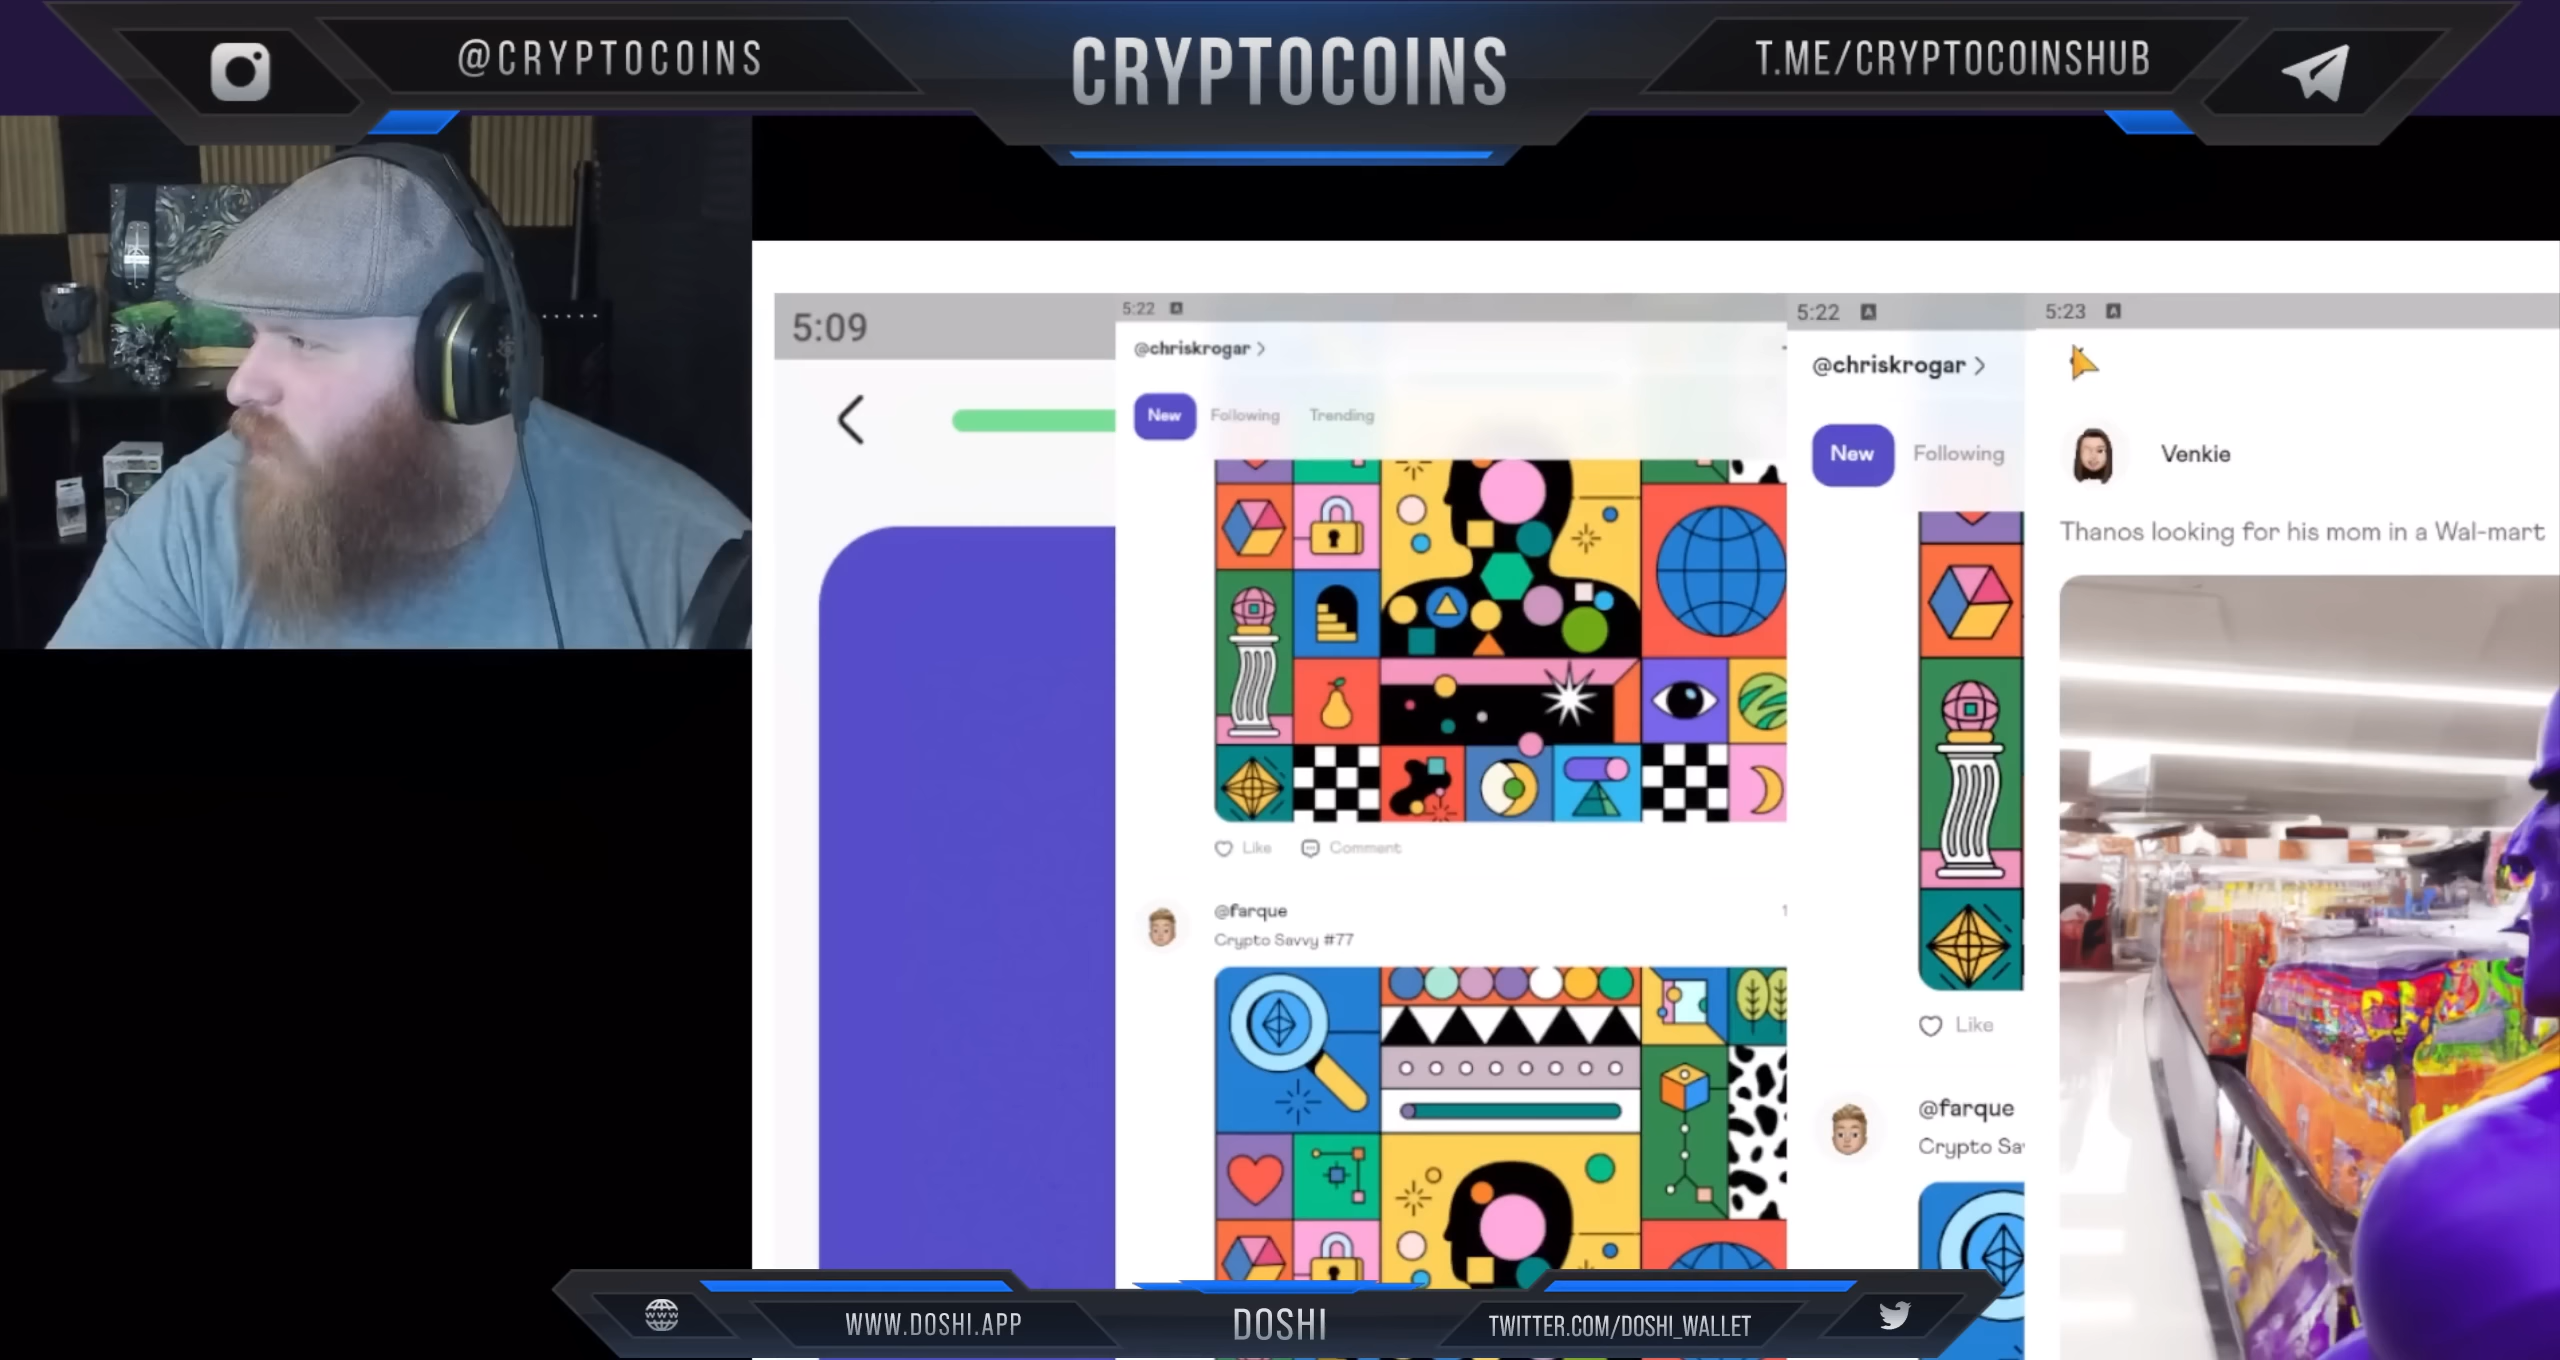 @CRYPTOCOINS
CRYPTOCOINS
T.ME/CRYPTOCOINSHUB
5:09
5:22
@chriskrogar >
New
Following
Trending
Like
Comment
@farque
Crypto Savvy #77
5:22
@chriskrogar >
New
Following
Like
@farque
Crypto Sa
5:23
Venkie
Thanos looking for his mom in a Wal-mart
WWW.DOSHI.APP
DOSHI
TWITTER.COM/DOSHI_WALLET